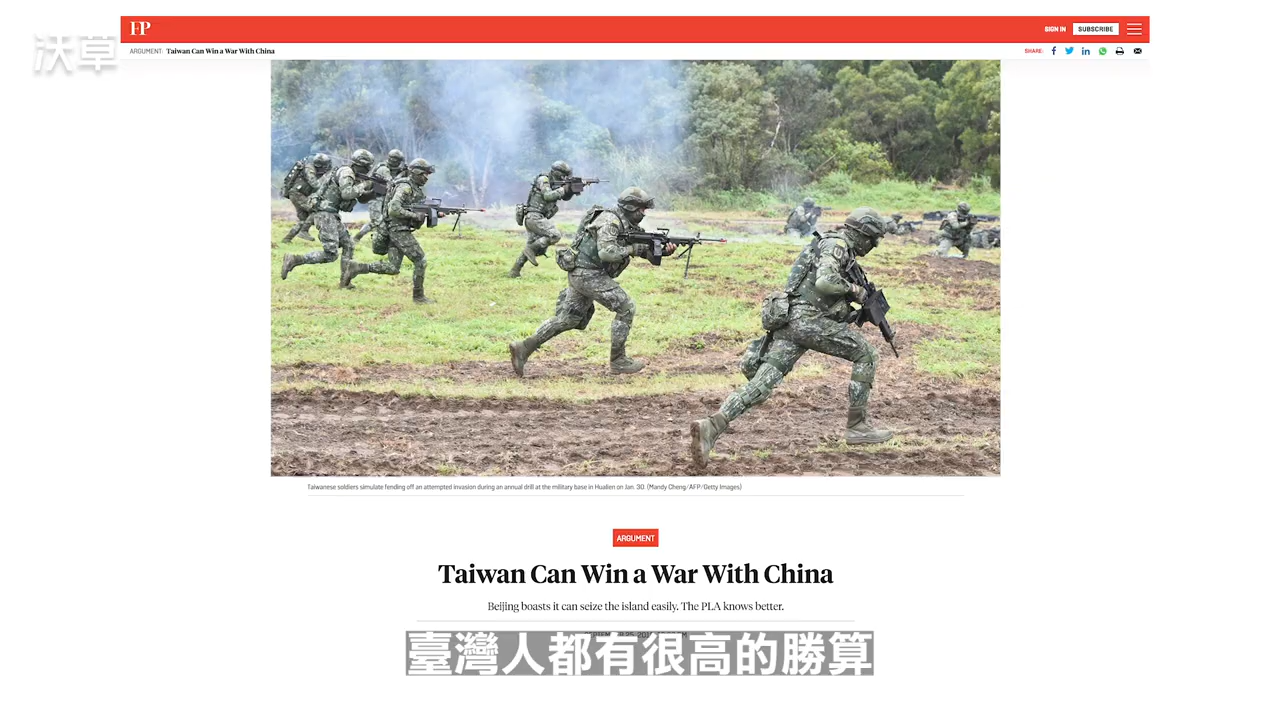 沃草
FP
SIGN IN
SUBSCRIBE
ARGUMENT: Taiwan Can Win a War With China
SHARE:
Taiwanese soldiers simulate fending off an attempted invasion during an annual drill at the military base in Hualien on Jan. 30. (Mandy Cheng/AFP/Getty Images)
ARGUMENT
Taiwan Can Win a War With China
Beijing boasts it can seize the island easily. The PLA knows better.
臺灣人都有很高的勝算